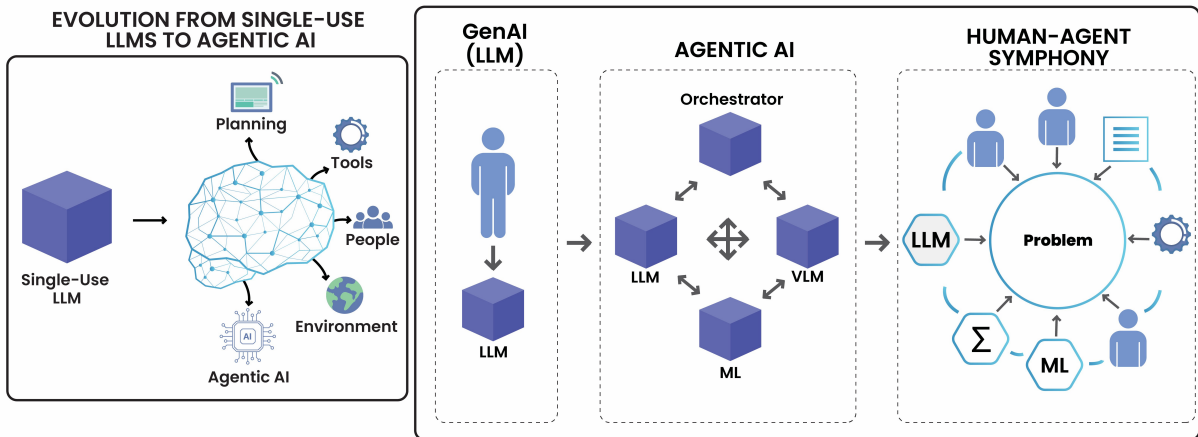 EVOLUTION FROM SINGLE-USE
LLMS TO AGENTIC AI
Planning
Tools
People
Environment
AI
Agentic AI
Single-Use
LLM
GenAI
(LLM)
LLM
AGENTIC AI
Orchestrator
LLM
VLM
ML
HUMAN-AGENT
SYMPHONY
LLM
Problem
Σ
ML